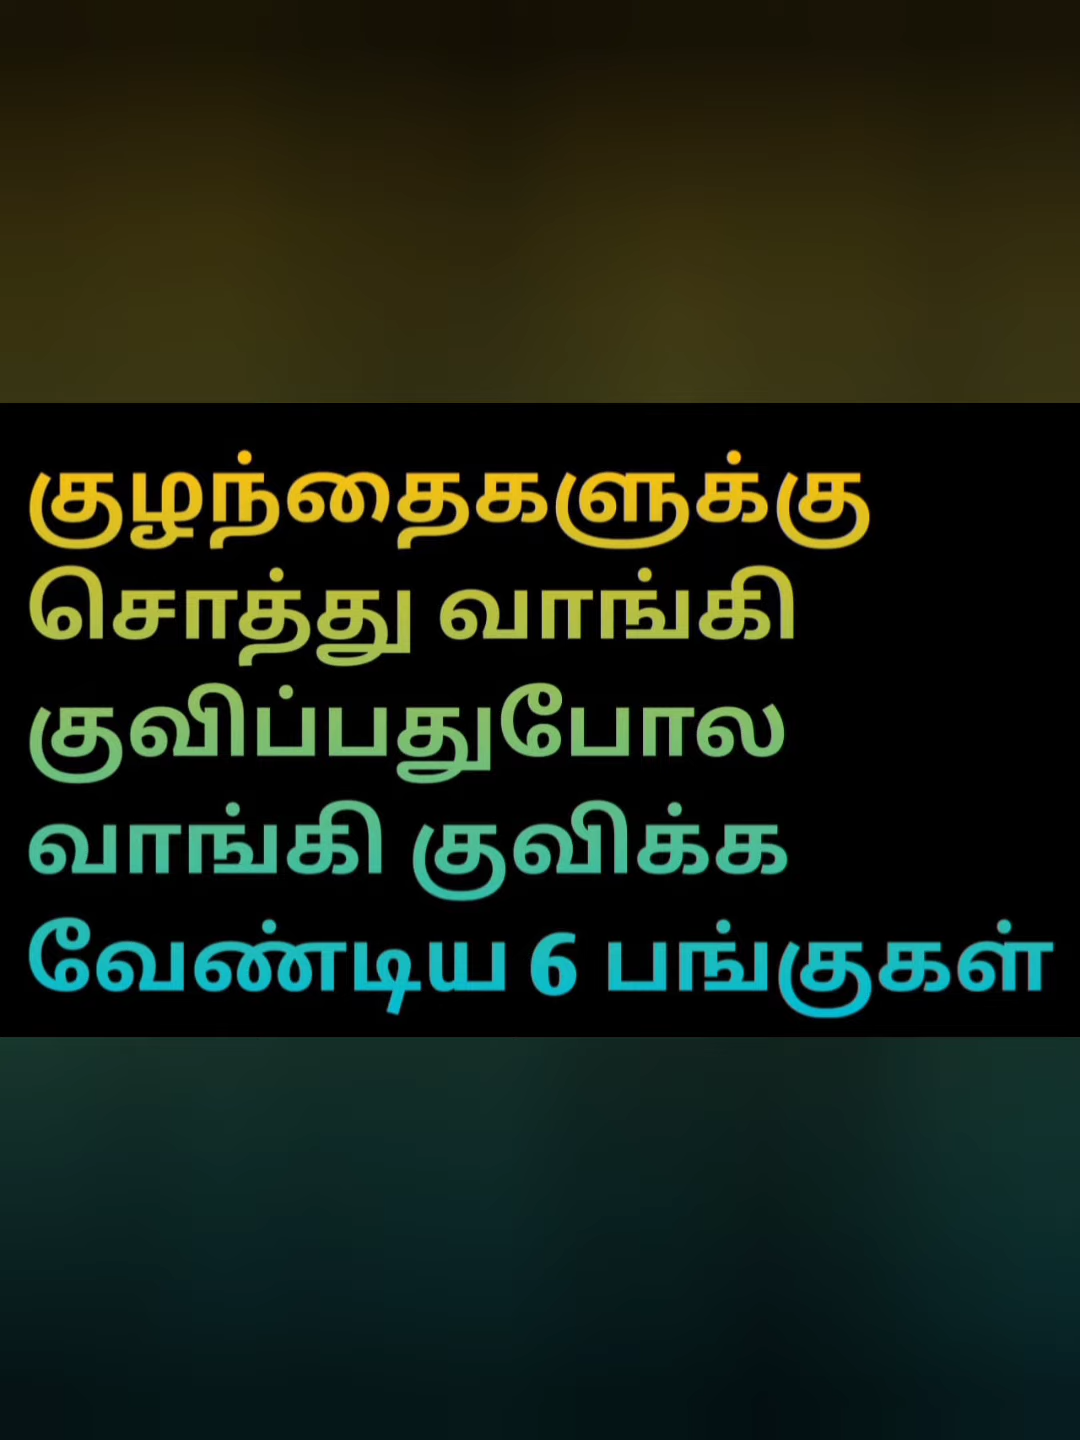 குழந்தைகளுக்கு
சொத்து வாங்கி
குவிப்பதுபோல
வாங்கி குவிக்க
வேண்டிய 6 பங்குகள்